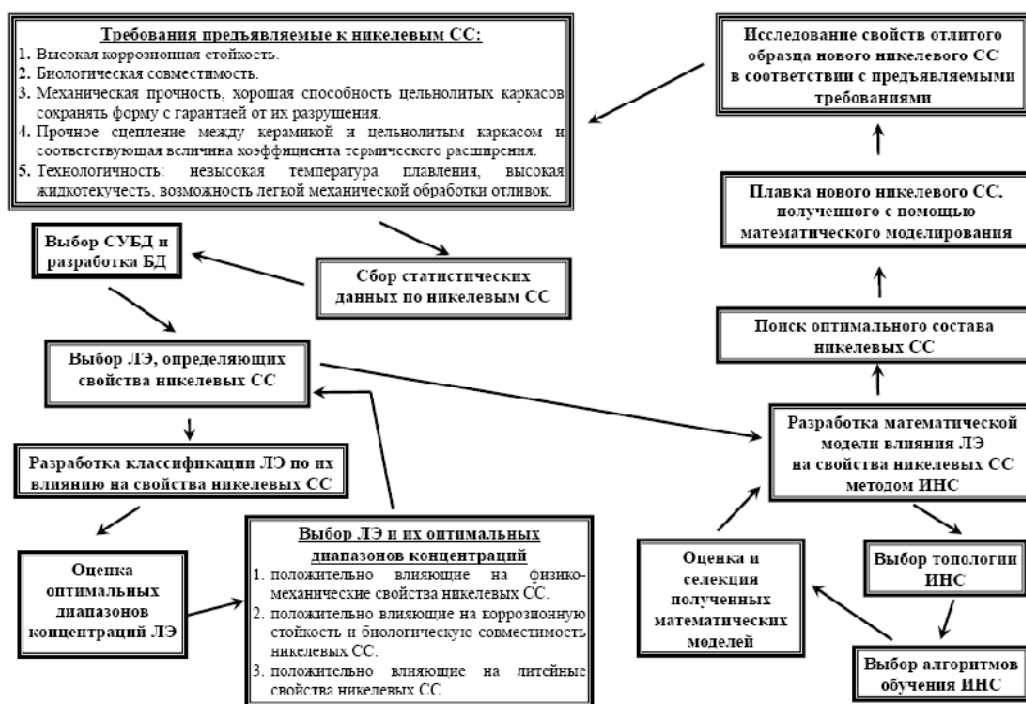 Требования предъявляемые к никелевым СС:
1. Высокая коррозионная стойкость.
2. Биологическая совместимость.
3. Механическая прочность, хорошая способность цельнолитых каркасов
сохранять форму с гарантией от их разрушения.
4. Прочное сцепление между керамикой и цельнолитым каркасом и
соответствующая величина коэффициента термического расширения.
5. Технологичность: невысокая температура плавления, высокая
жидкотекучесть, возможность легкой механической обработки отливок.
Выбор СУБД и
разработка БД
Сбор статистических
данных по никелевым СС
Выбор ЛЭ, определяющих
свойства никелевых СС
Разработка классификации ЛЭ по их
влиянию на свойства никелевых СС
Оценка
оптимальных
диапазонов
концентраций ЛЭ
Выбор ЛЭ и их оптимальных
диапазонов концентраций
1. положительно влияющие на физико-
механические свойства никелевых СС.
2. положительно влияющие на коррозионную
стойкость и биологическую совместимость
никелевых СС.
3. положительно влияющие на литейные
свойства никелевых СС
Исследование свойств отлитого
образца нового никелевого СС
в соответствии с предъявляемыми
требованиями
Плавка нового никелевого СС,
полученного с помощью
математического моделирования
Поиск оптимального состава
никелевых СС
Разработка математической
модели влияния ЛЭ
на свойства никелевых СС
методом ИНС
Оценка и
селекция
полученных
математических
моделей
Выбор топологии
ИНС
Выбор алгоритмов
обучения ИНС